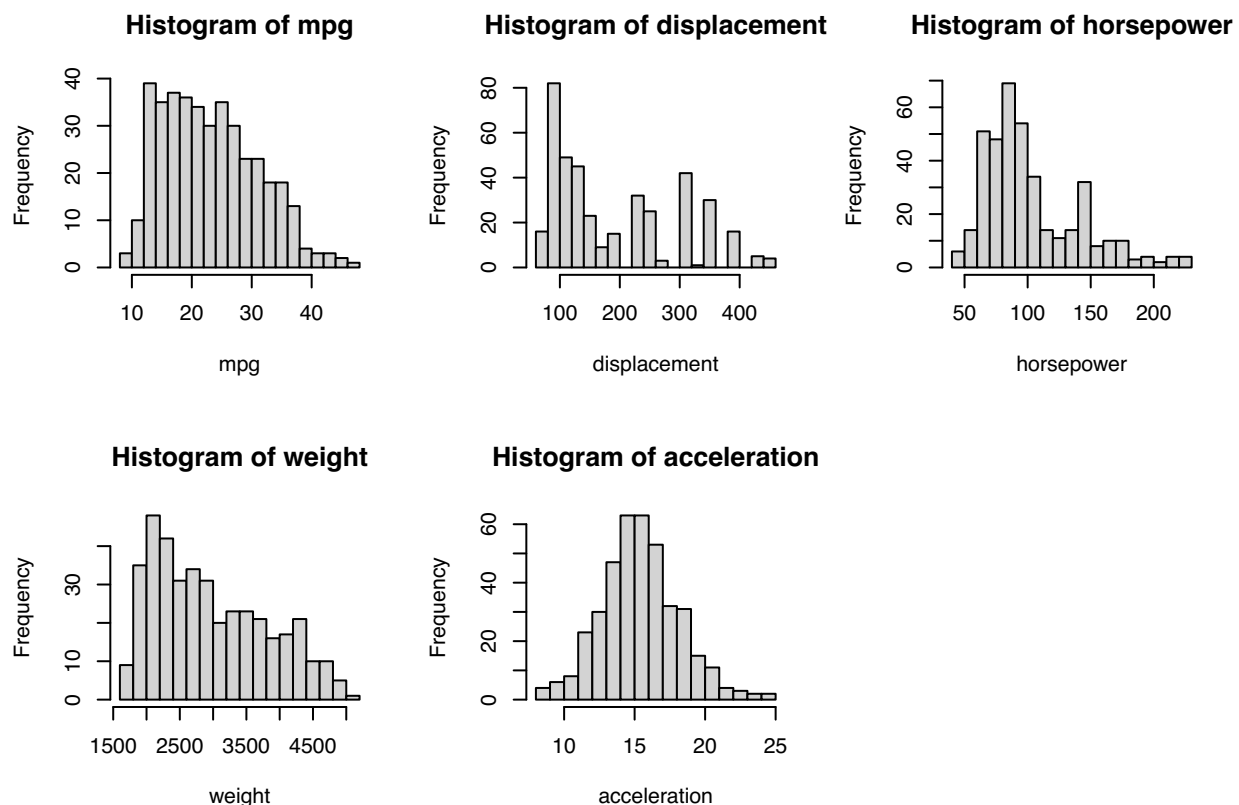 Histogram of mpg
Frequency
0 10 20 30 40
10 20 30 40
mpg
Histogram of displacement
Frequency
0 20 40 60 80
100 200 300 400
displacement
Histogram of horsepower
Frequency
0 20 40 60
50 100 150 200
horsepower
Histogram of weight
Frequency
0 10 30
1500 2500 3500 4500
weight
Histogram of acceleration
Frequency
0 20 40 60
10 15 20 25
acceleration